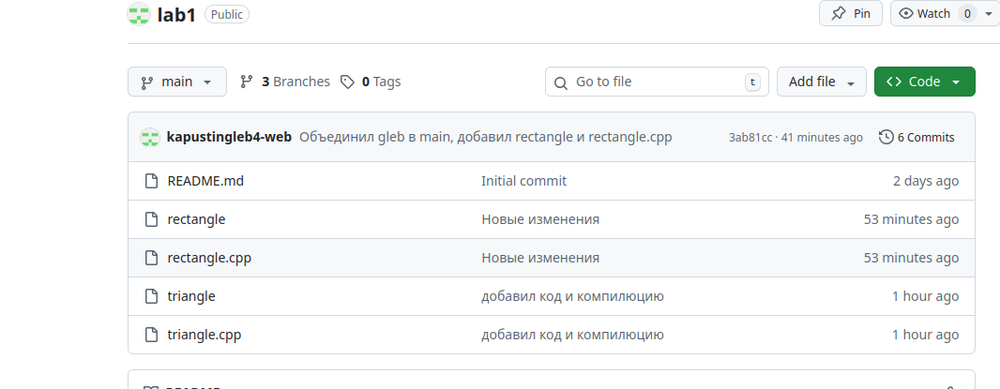 lab1 Public Pin Watch 0
main 3 Branches 0 Tags Go to file t Add file Code
kapustingleb4-web Объединил gleb в main, добавил rectangle и rectangle.cpp 3ab81cc · 41 minutes ago 6 Commits
README.md Initial commit 2 days ago
rectangle Новые изменения 53 minutes ago
rectangle.cpp Новые изменения 53 minutes ago
triangle добавил код и компилюцию 1 hour ago
triangle.cpp добавил код и компилюцию 1 hour ago